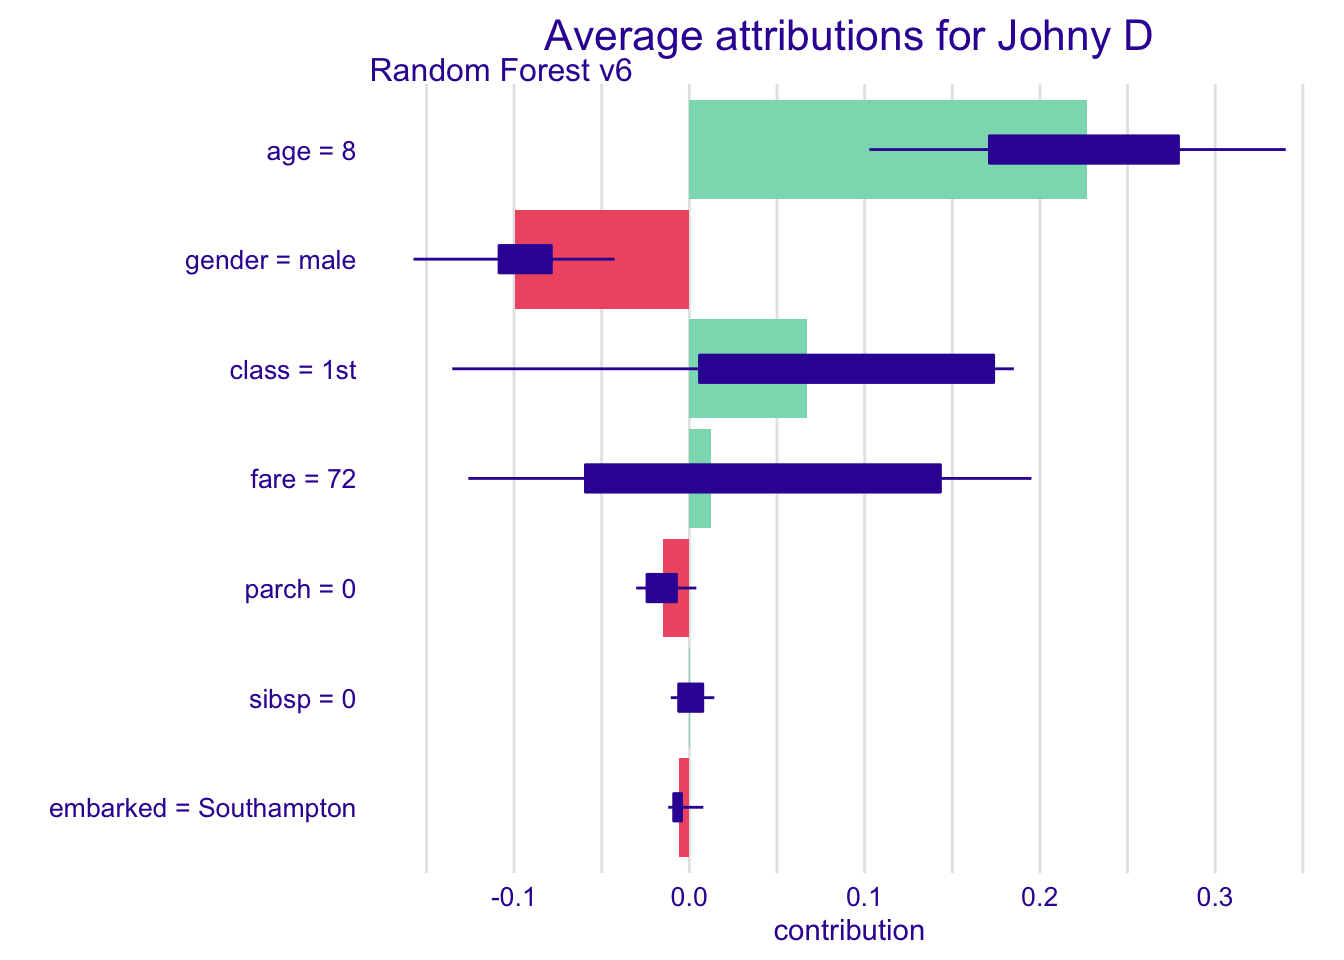 Average attributions for Johny D
Random Forest v6
age = 8
gender = male
class = 1st
fare = 72
parch = 0
sibsp = 0
embarked = Southampton
-0.1 0.0 0.1 0.2 0.3
contribution